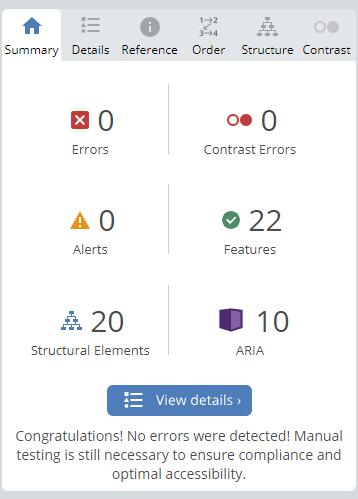 Summary Details Reference Order Structure Contrast
0 0
Errors Contrast Errors
0 22
Alerts Features
20 10
Structural Elements ARIA
View details ›
Congratulations! No errors were detected! Manual
testing is still necessary to ensure compliance and
optimal accessibility.